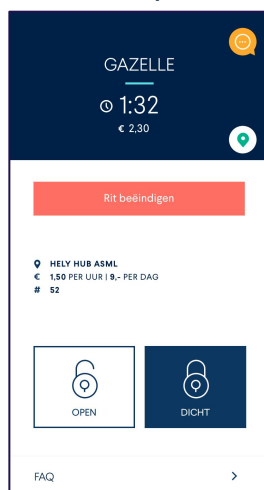 GAZELLE
1:32
€ 2,30
Rit beëindigen
HELY HUB ASML
€ 1,50 PER UUR | 9,- PER DAG
# 52
OPEN
DICHT
FAQ